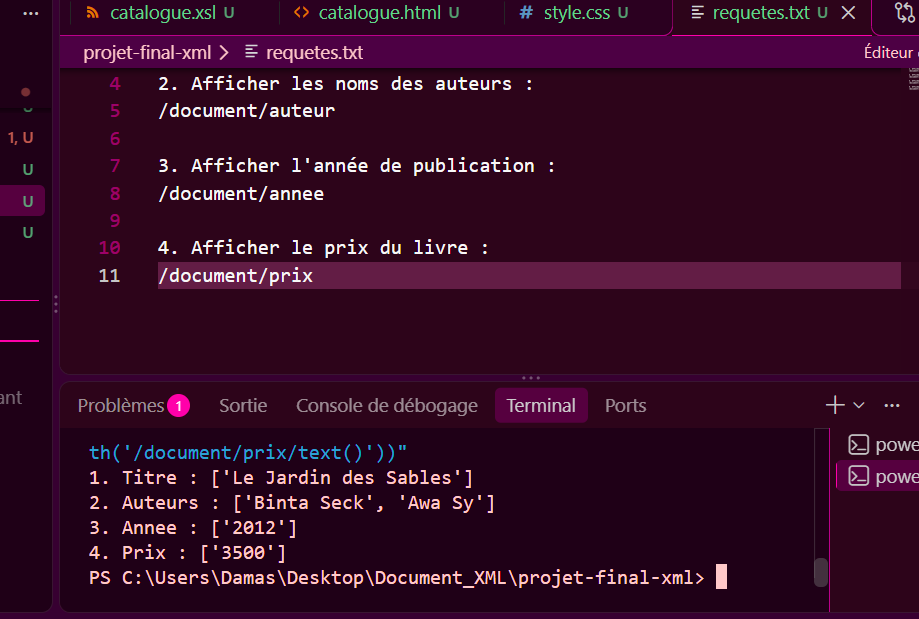 catalogue.xsl U
catalogue.html U
style.css U
requetes.txt U
projet-final-xml > requetes.txt
Éditeur
4 2. Afficher les noms des auteurs :
5 /document/auteur
6
7 3. Afficher l'année de publication :
8 /document/annee
9
10 4. Afficher le prix du livre :
11 /document/prix
1, U
U
U
U
ant
Problèmes 1 Sortie Console de débogage Terminal Ports
th('/document/prix/text()'))"
1. Titre : ['Le Jardin des Sables']
2. Auteurs : ['Binta Seck', 'Awa Sy']
3. Annee : ['2012']
4. Prix : ['3500']
PS C:\Users\Damas\Desktop\Document_XML\projet-final-xml>
powe
powe